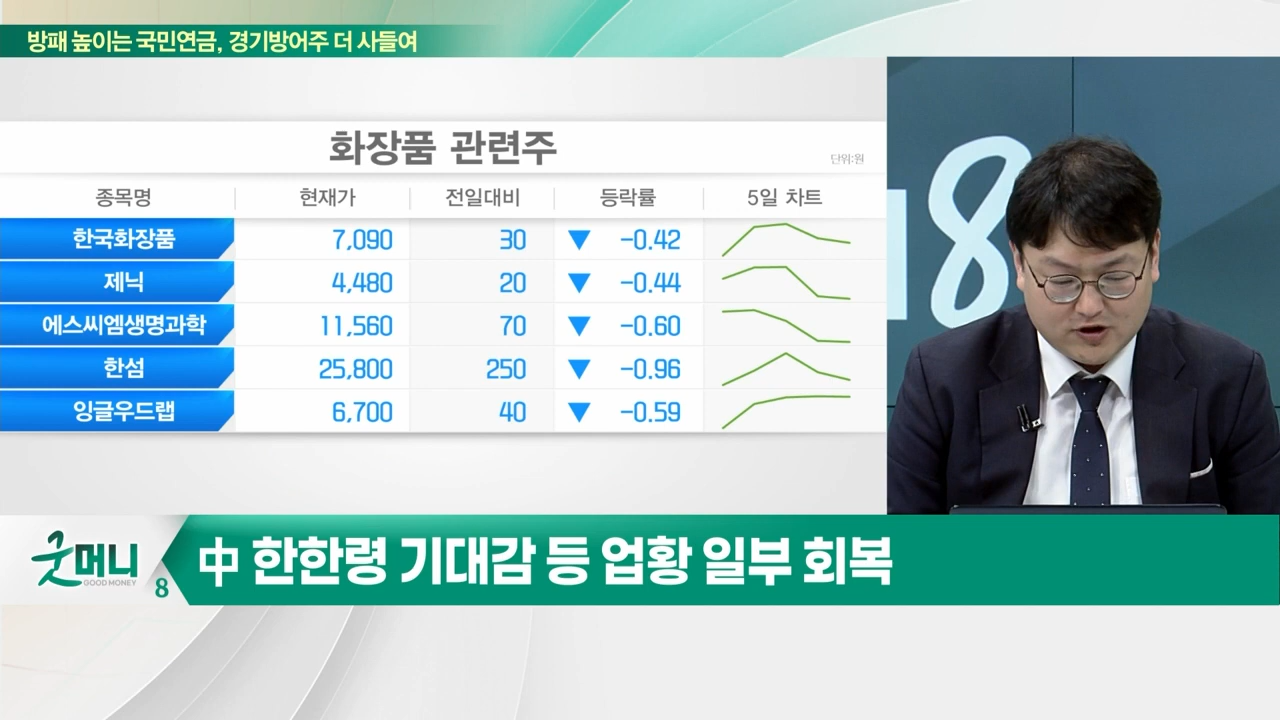 방패 높이는 국민연금, 경기방어주 더 사들여
화장품 관련주
단위:원
종목명 현재가 전일대비 등락률 5일 차트
한국화장품 7,090 30 ▼ -0.42
제닉 4,480 20 ▼ -0.44
에스씨엠생명과학 11,560 70 ▼ -0.60
한섬 25,800 250 ▼ -0.96
잉글우드랩 6,700 40 ▼ -0.59
8
굿머니
GOOD MONEY
8
中 한한령 기대감 등 업황 일부 회복